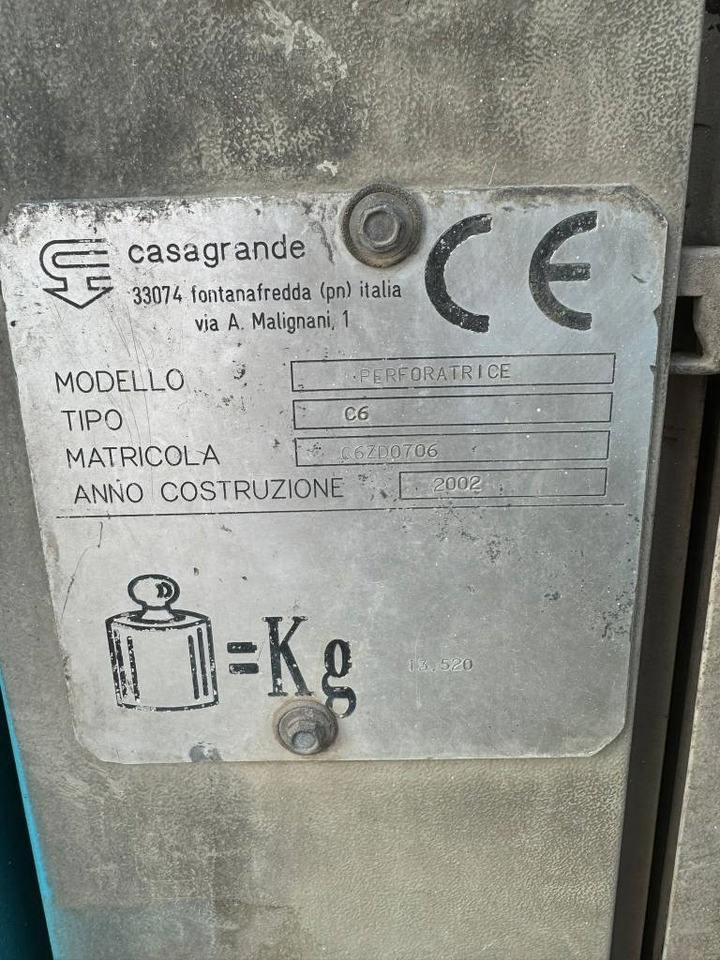 casagrande
33074 fontanafredda (pn) italia
via A. Malignani, 1
CE
MODELLO PERFORATRICE
TIPO C6
MATRICOLA C6ZD0706
ANNO COSTRUZIONE 2002
=Kg 13,520